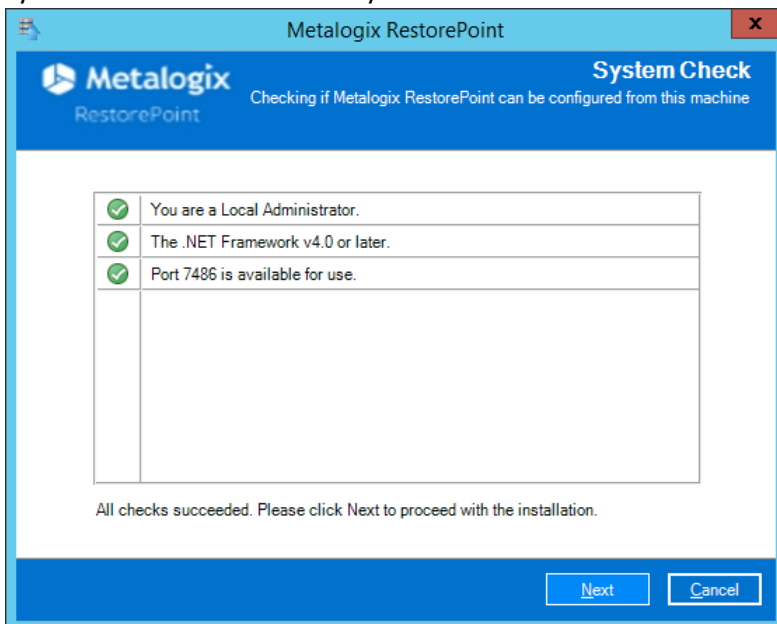 Metalogix RestorePoint
x
Metalogix
RestorePoint
System Check
Checking if Metalogix RestorePoint can be configured from this machine
You are a Local Administrator.
The .NET Framework v4.0 or later.
Port 7486 is available for use.
All checks succeeded. Please click Next to proceed with the installation.
Next
Cancel